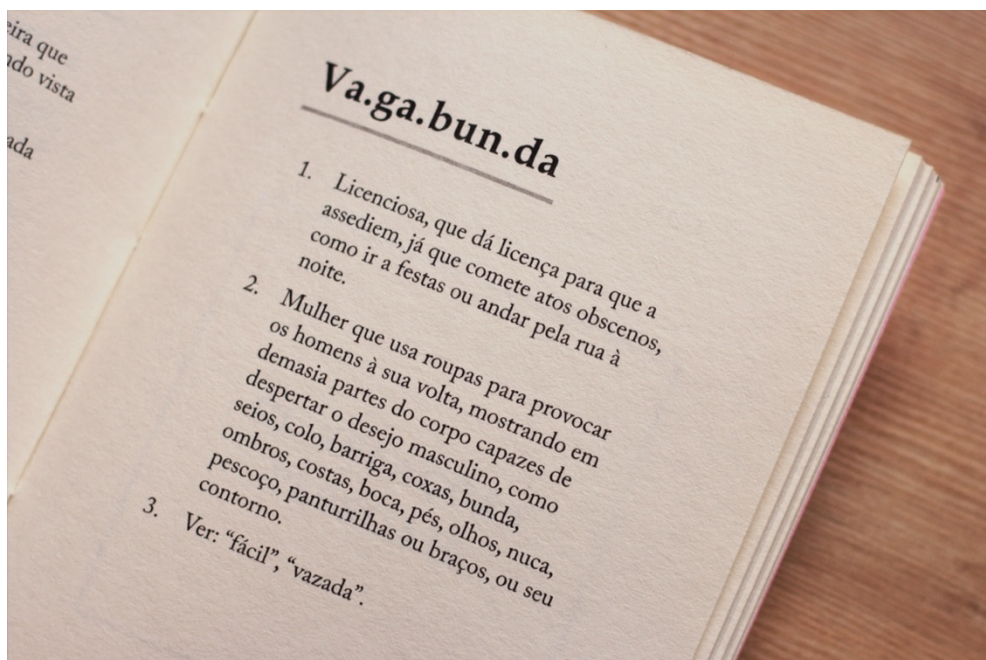 eira que
ndo vista
ada
Va.ga.bun.da
1. Licenciosa, que dá licença para que a
assediem, já que comete atos obscenos,
como ir a festas ou andar pela rua à
noite.
2. Mulher que usa roupas para provocar
os homens à sua volta, mostrando em
demasia partes do corpo capazes de
despertar o desejo masculino, como
seios, colo, barriga, coxas, bunda,
ombros, costas, boca, pés, olhos, nuca,
pescoço, panturrilhas ou braços, ou seu
contorno.
3. Ver: “fácil”, “vazada”.